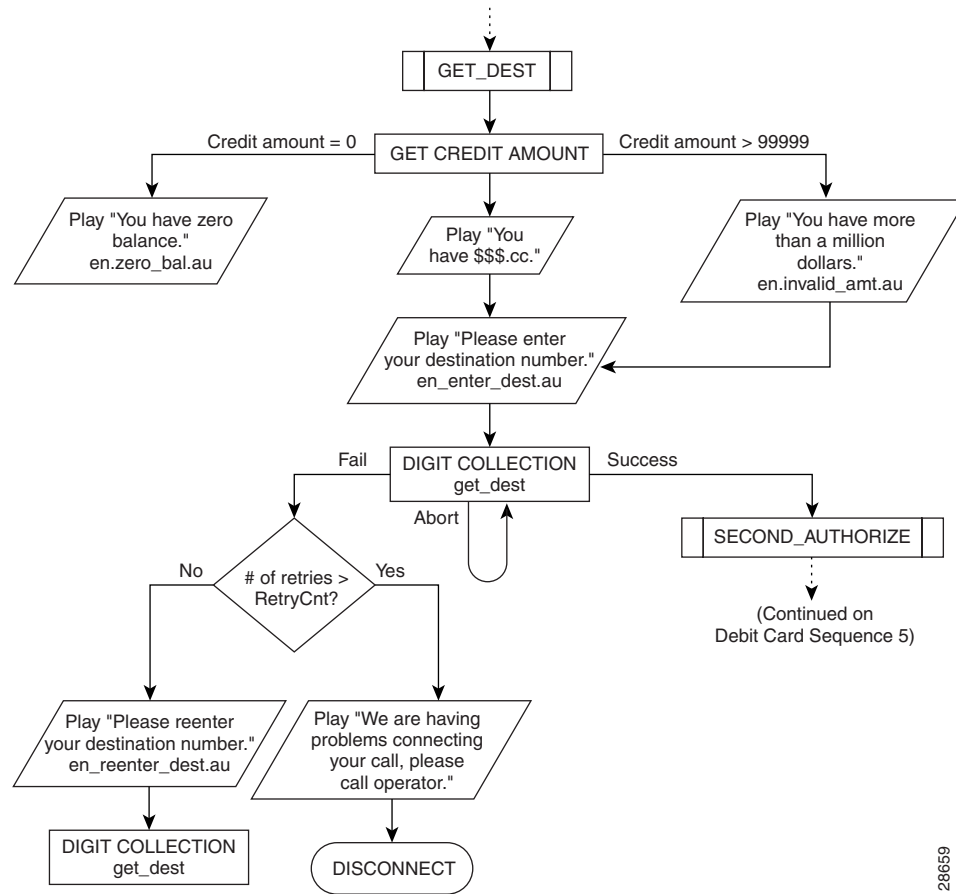 GET_DEST
Credit amount = 0
GET CREDIT AMOUNT
Credit amount > 99999
Play "You have zero
balance."
en.zero_bal.au
Play "You
have $$$.cc."
Play "You have more
than a million
dollars."
en.invalid_amt.au
Play "Please enter
your destination number."
en_enter_dest.au
Fail
DIGIT COLLECTION
get_dest
Success
Abort
SECOND_AUTHORIZE
(Continued on
Debit Card Sequence 5)
No
# of retries >
RetryCnt?
Yes
Play "Please reenter
your destination number."
en_reenter_dest.au
Play "We are having
problems connecting
your call, please
call operator."
DIGIT COLLECTION
get_dest
DISCONNECT
28659